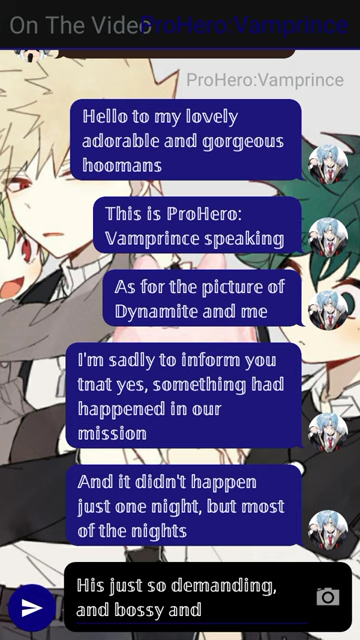 On The Video
ProHero:Vamprince
ProHero:Vamprince
Hello to my lovely
adorable and gorgeous
hoomans
This is ProHero:
Vamprince speaking
As for the picture of
Dynamite and me
I'm sadly to inform you
tnat yes, something had
happened in our
mission
And it didn't happen
just one night, but most
of the nights
His just so demanding,
and bossy and